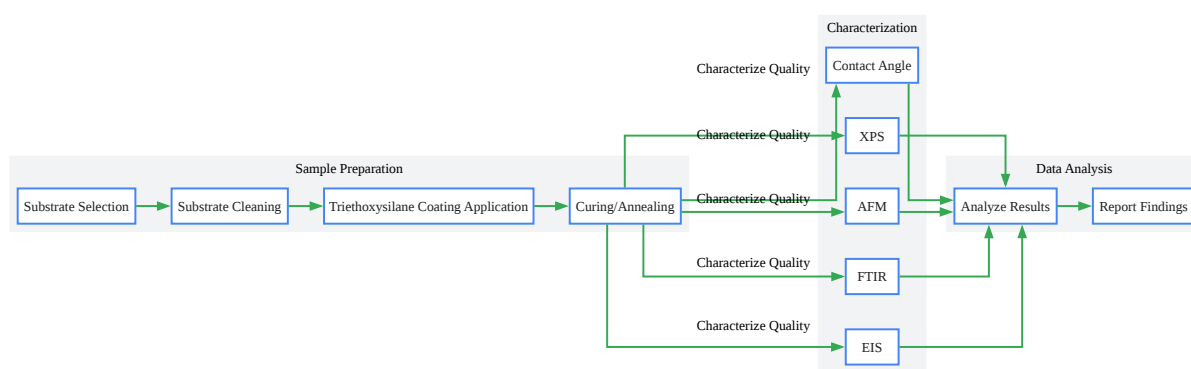 Characterization
Characterize Quality
Contact Angle
Characterize Quality
XPS
Sample Preparation
Data Analysis
Substrate Selection
Substrate Cleaning
Triethoxysilane Coating Application
Curing/Annealing
Characterize Quality
AFM
Analyze Results
Report Findings
Characterize Quality
FTIR
Characterize Quality
EIS